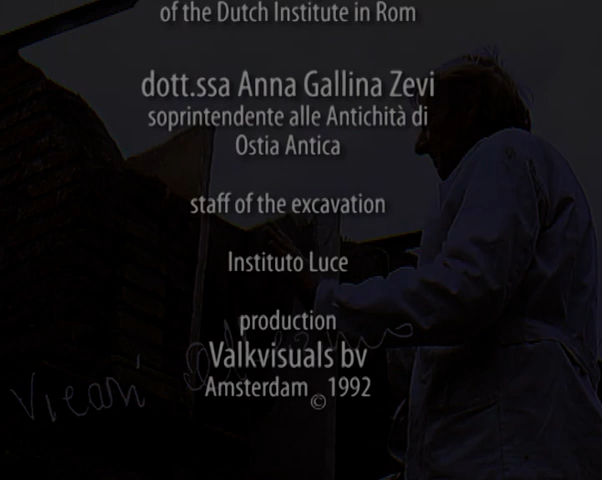 of the Dutch Institute in Rom
dott.ssa Anna Gallina Zevi
soprintendente alle Antichità di
Ostia Antica
staff of the excavation
Instituto Luce
production
Valkvisuals bv
Amsterdam © 1992